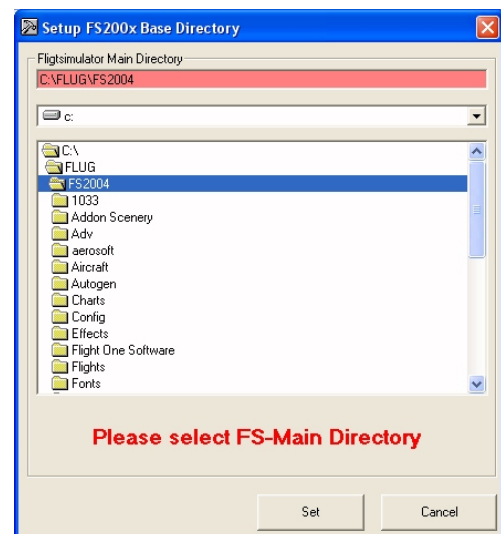 Setup FS200x Base Directory
Fligtsimulator Main Directory
C:\FLUG\FS2004
c:
C:\
FLUG
FS2004
1033
Addon Scenery
Adv
aerosoft
Aircraft
Autogen
Charts
Config
Effects
Flight One Software
Flights
Fonts
Please select FS-Main Directory
Set
Cancel